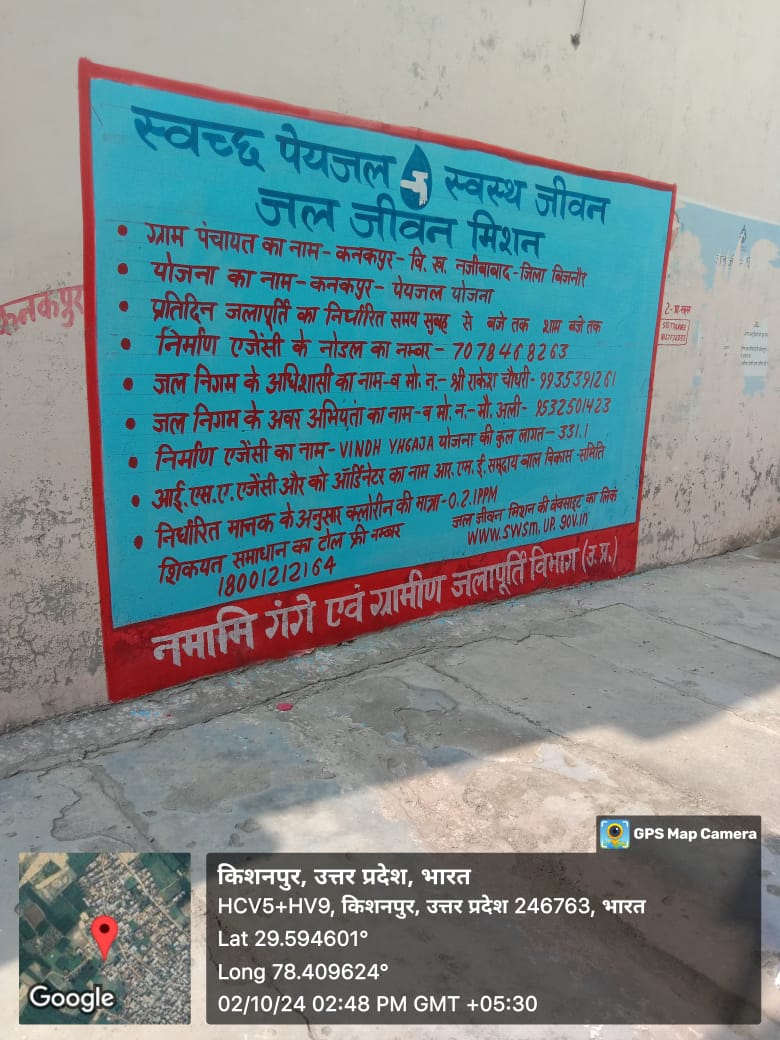 स्वच्छ पेयजल स्वस्थ जीवन
जल जीवन मिशन
• ग्राम पंचायत का नाम - कनकपुर - वि. ख. नजीबाबाद - जिला बिजनौर
• योजना का नाम - कनकपुर - पेयजल योजना
• प्रतिदिन जलापूर्ति का निर्धारित समय सुबह से बजे तक शाम बजे तक
• निर्माण एजेंसी के नोडल का नम्बर - 7078468263
• जल निगम के अधिशासी का नाम - व मो. न. - श्री राकेश चौधरी - 9935391261
• जल निगम के अवर अभियंता का नाम - व मो. न. - मौ. अली - 9532501423
• निर्माण एजेंसी का नाम - VINDH YHGAJA योजना की कुल लागत - 331.1
• आई. एस. ए. एजेंसी और को ऑर्डिनेटर का नाम आर. एम. ई. समुदाय बाल विकास - समिति
• निर्धारित मानक के अनुसार क्लोरीन की मात्रा - 0.2.1PPM
शिकयत समाधान का टोल फ्री नम्बर
18001212164
जल जीवन मिशन की वेबसाइट का लिंक
www.swsm.up.gov.in
नमामि गंगे एवं ग्रामीण जलापूर्ति विभाग (उ.प्र.)
कनकपुर
GPS Map Camera
किशनपुर, उत्तर प्रदेश, भारत
HCV5+HV9, किशनपुर, उत्तर प्रदेश 246763, भारत
Lat 29.594601°
Long 78.409624°
02/10/24 02:48 PM GMT +05:30
Google